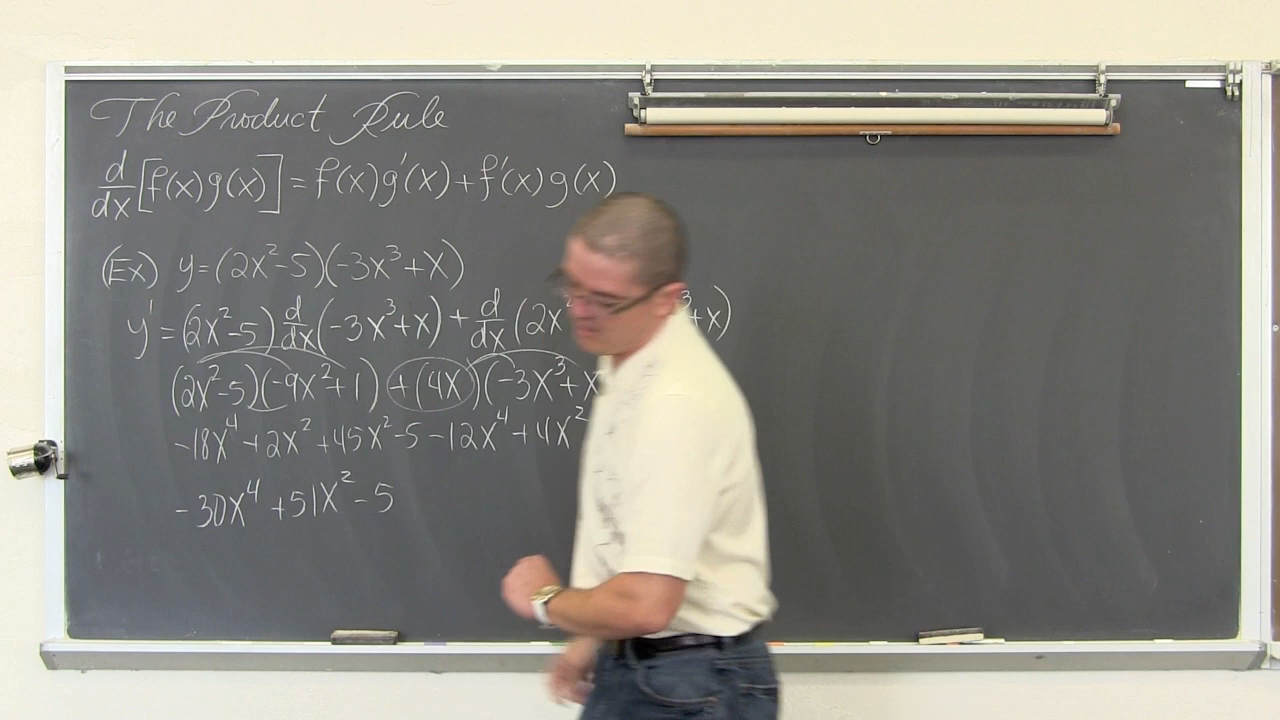 The Product Rule
d/dx [f(x)g(x)] = f(x)g'(x) + f'(x)g(x)
(Ex) y = (2x²-5)(-3x³+x)
y' = (2x²-5) d/dx (-3x³+x) + d/dx (2x ³+x)
(2x²-5)(-9x²+1) + (4x)(-3x³+x
-18x⁴+2x²+45x²-5-12x⁴+4x²
-30x⁴+51x²-5